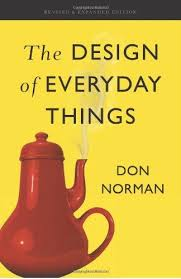 REVISED & EXPANDED EDITION
The DESIGN
of EVERYDAY
THINGS
DON
NORMAN